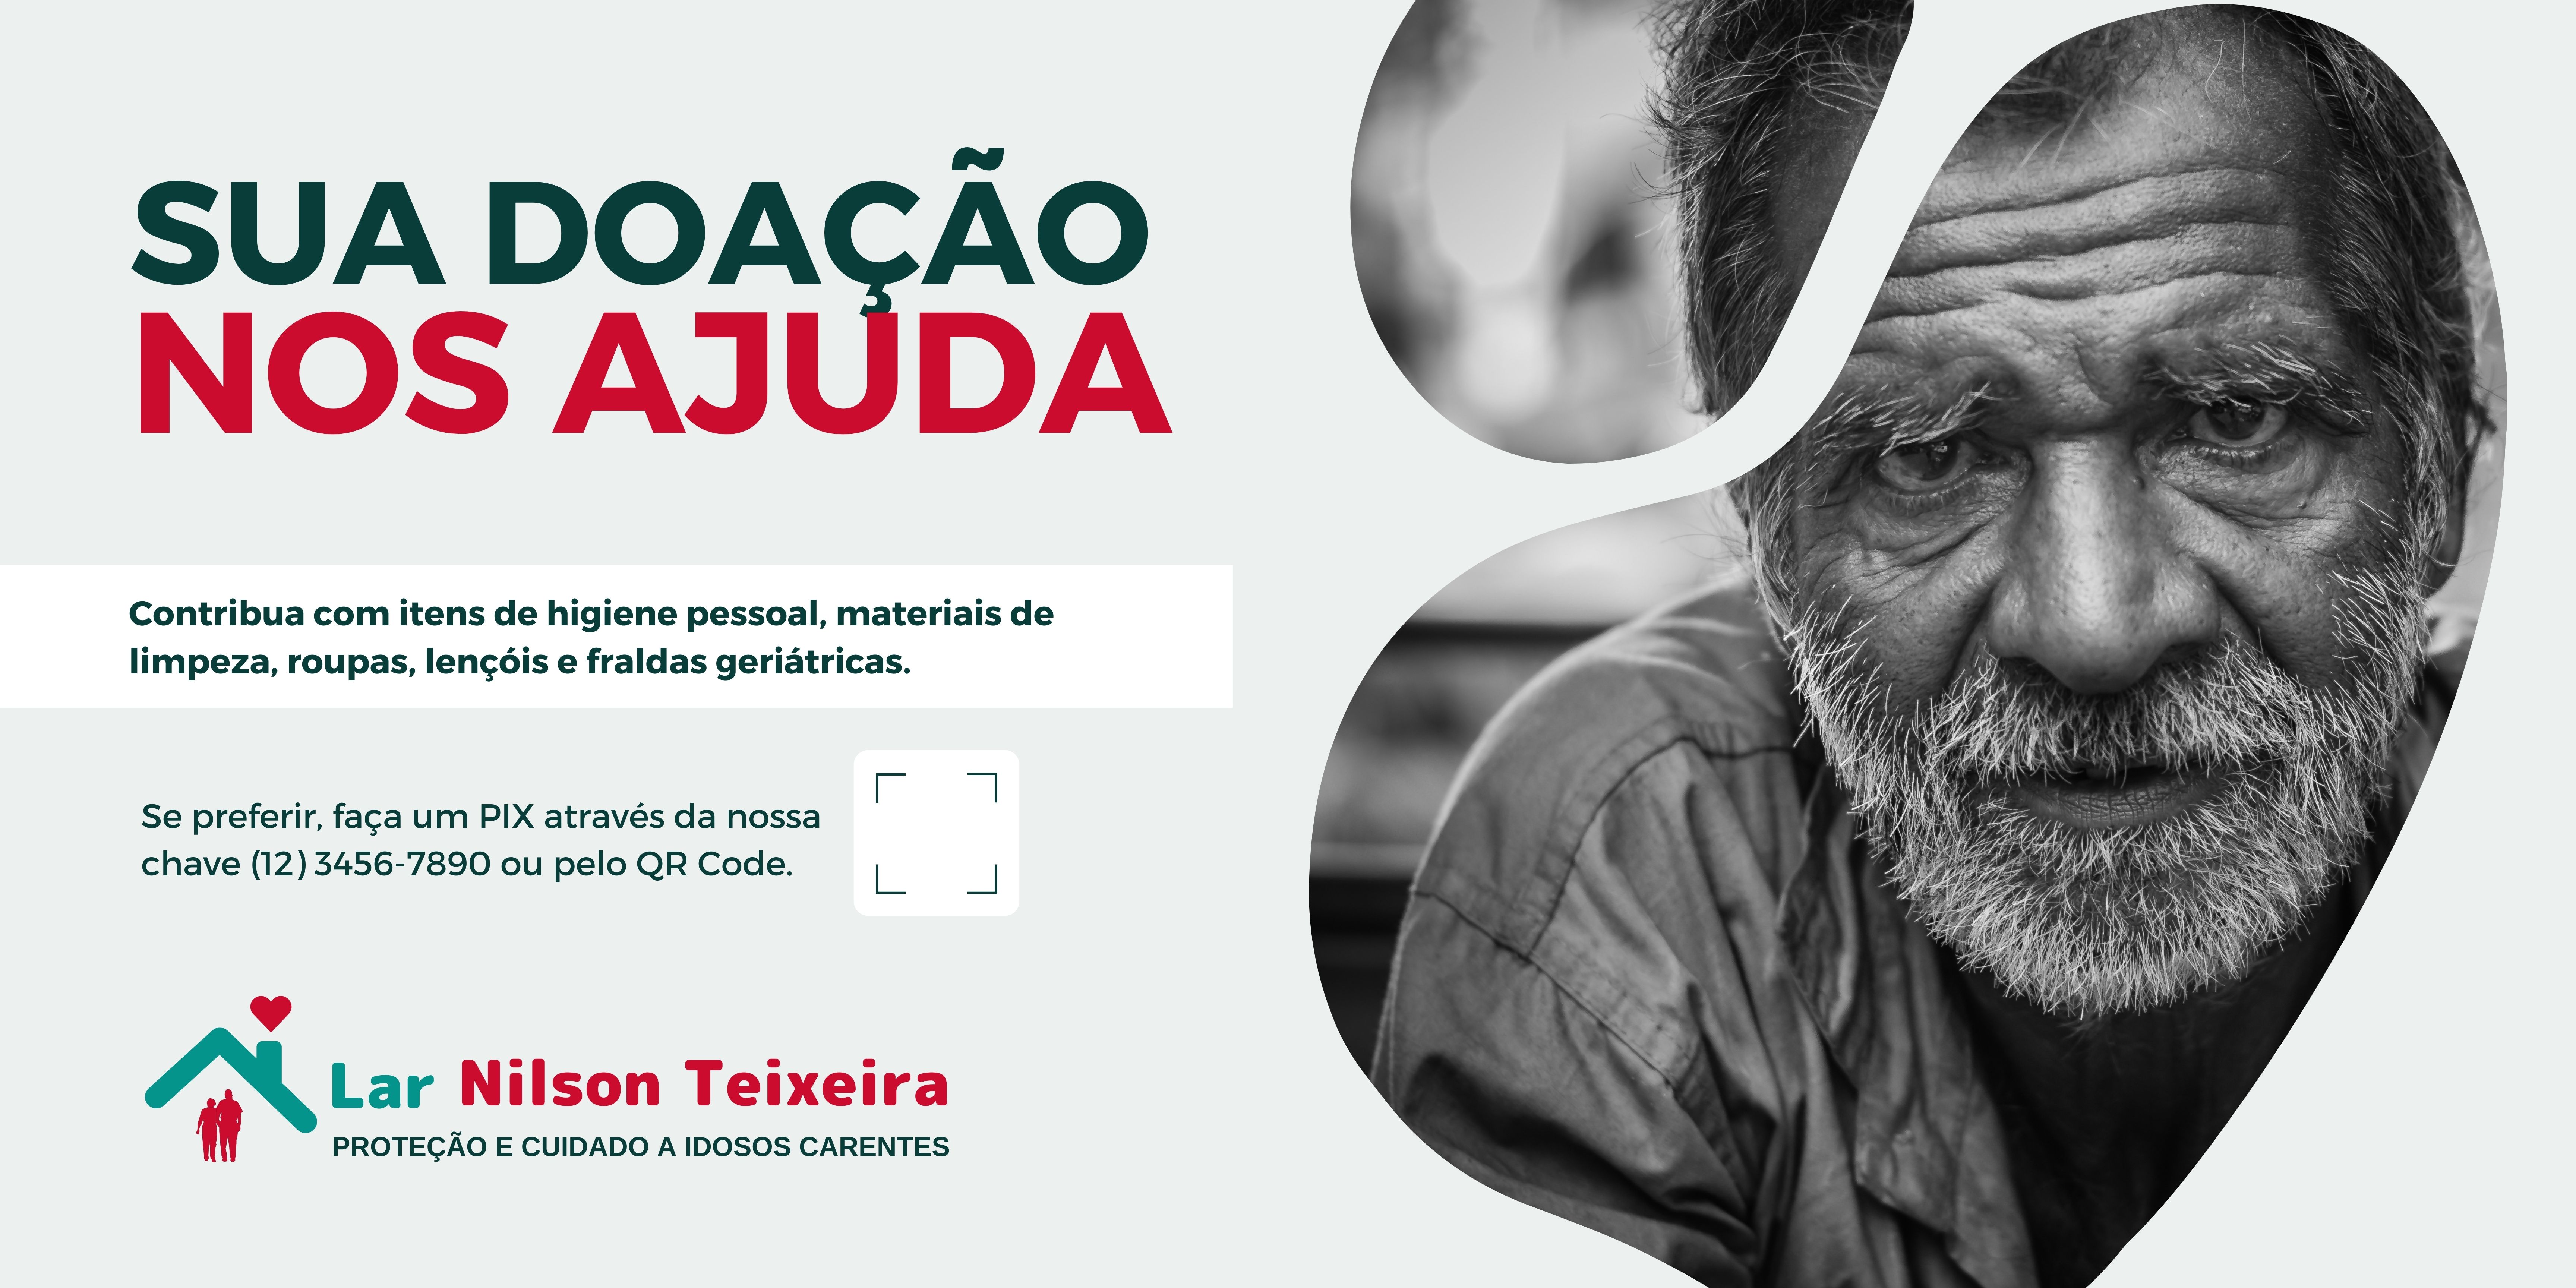 SUA DOAÇÃO
NOS AJUDA
Contribua com itens de higiene pessoal, materiais de
limpeza, roupas, lençóis e fraldas geriátricas.
Se preferir, faça um PIX através da nossa
chave (12) 3456-7890 ou pelo QR Code.
Lar Nilson Teixeira
PROTEÇÃO E CUIDADO A IDOSOS CARENTES